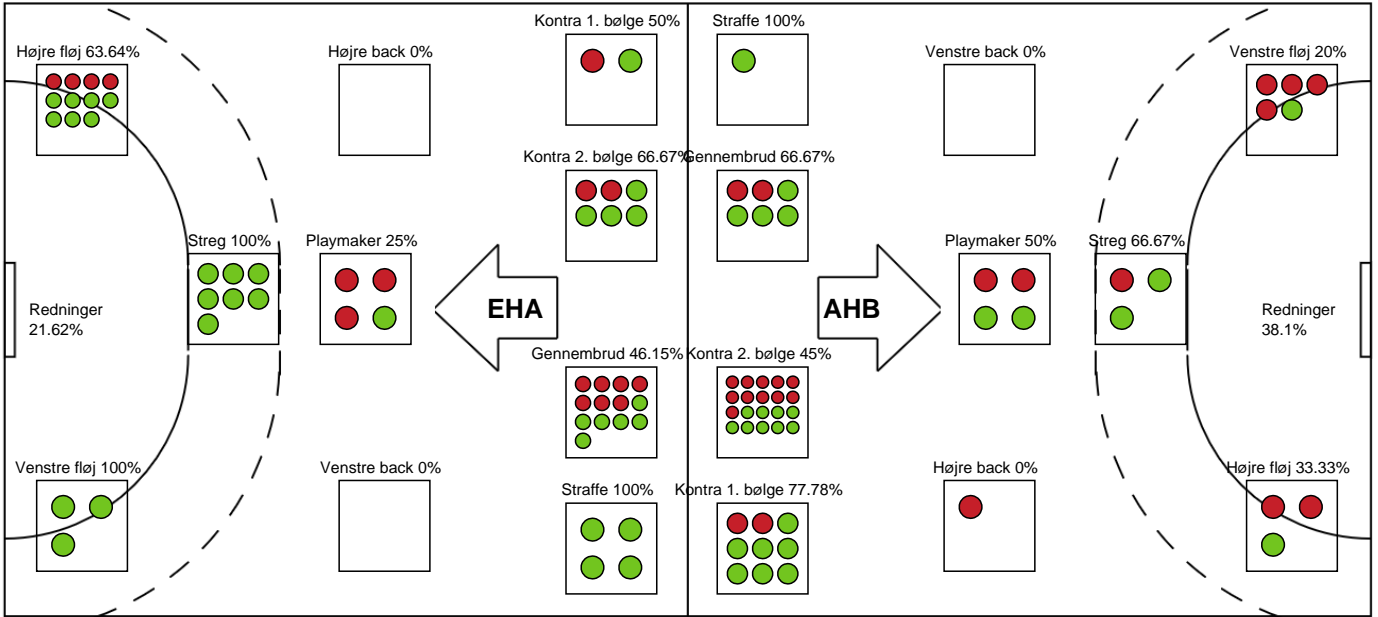 Kontra 1. bølge 50%
Straffe 100%
Højre fløj 63.64%
Højre back 0%
Venstre back 0%
Venstre fløj 20%
Kontra 2. bølge 66.67%
Gennembrud 66.67%
Streg 100%
Playmaker 25%
Playmaker 50%
Streg 66.67%
Redninger
21.62%
EHA
AHB
Redninger
38.1%
Gennembrud 46.15%
Kontra 2. bølge 45%
Venstre fløj 100%
Venstre back 0%
Højre back 0%
Højre fløj 33.33%
Straffe 100%
Kontra 1. bølge 77.78%